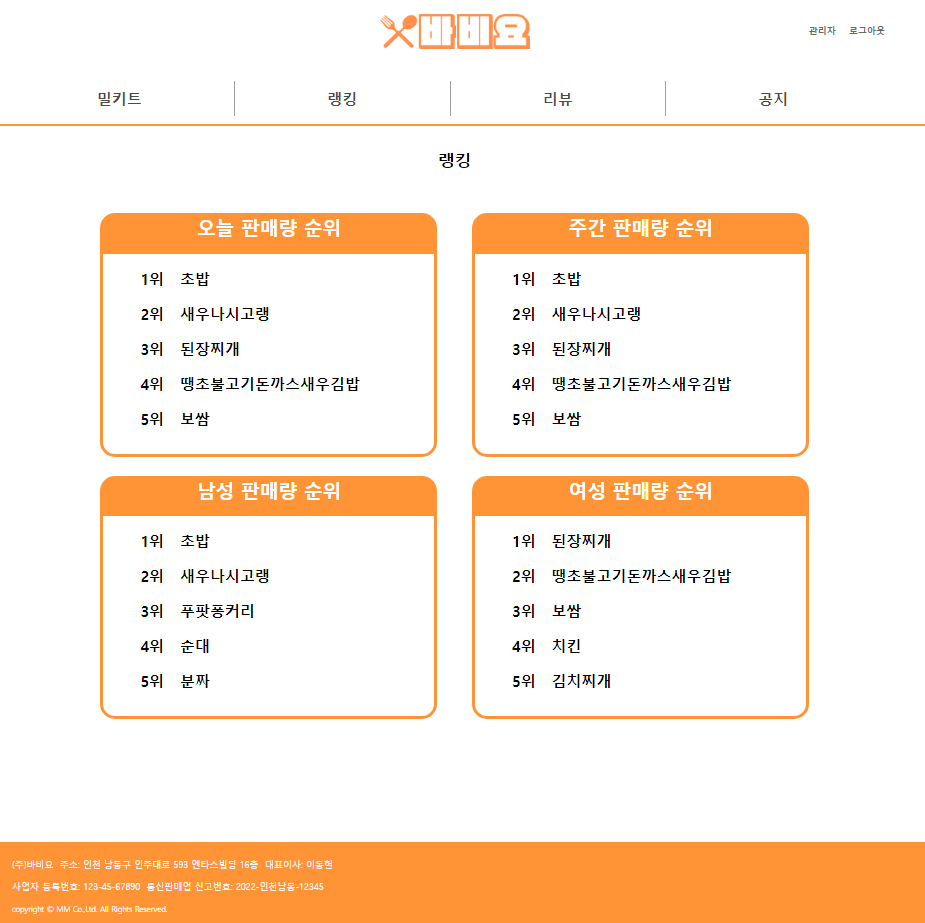 바비요
관리자 로그아웃
밀키트 랭킹 리뷰 공지
랭킹
오늘 판매량 순위
1위 초밥
2위 새우나시고랭
3위 된장찌개
4위 땡초불고기돈까스새우김밥
5위 보쌈
주간 판매량 순위
1위 초밥
2위 새우나시고랭
3위 된장찌개
4위 땡초불고기돈까스새우김밥
5위 보쌈
남성 판매량 순위
1위 초밥
2위 새우나시고랭
3위 푸팟퐁커리
4위 순대
5위 분짜
여성 판매량 순위
1위 된장찌개
2위 땡초불고기돈까스새우김밥
3위 보쌈
4위 치킨
5위 김치찌개
(주)바비요 주소: 인천 남동구 인주대로 593 엔타스빌딩 16층 대표이사: 이동헌
사업자 등록번호: 123-45-67890 통신판매업 신고번호: 2022-인천남동-12345
copyright © MM Co.,Ltd. All Rights Reserved.